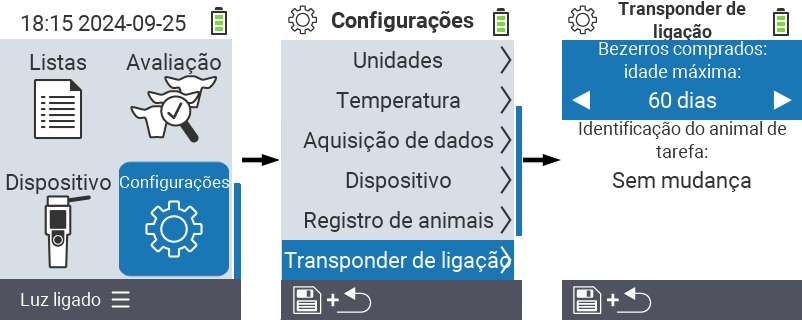 18:15 2024-09-25
Listas
Avaliação
Dispositivo
Configurações
Luz ligado
Configurações
Unidades
Temperatura
Aquisição de dados
Dispositivo
Registro de animais
Transponder de ligação
+
Transponder de
ligação
Bezerros comprados:
idade máxima:
60 dias
Identificação do animal de
tarefa:
Sem mudança
+